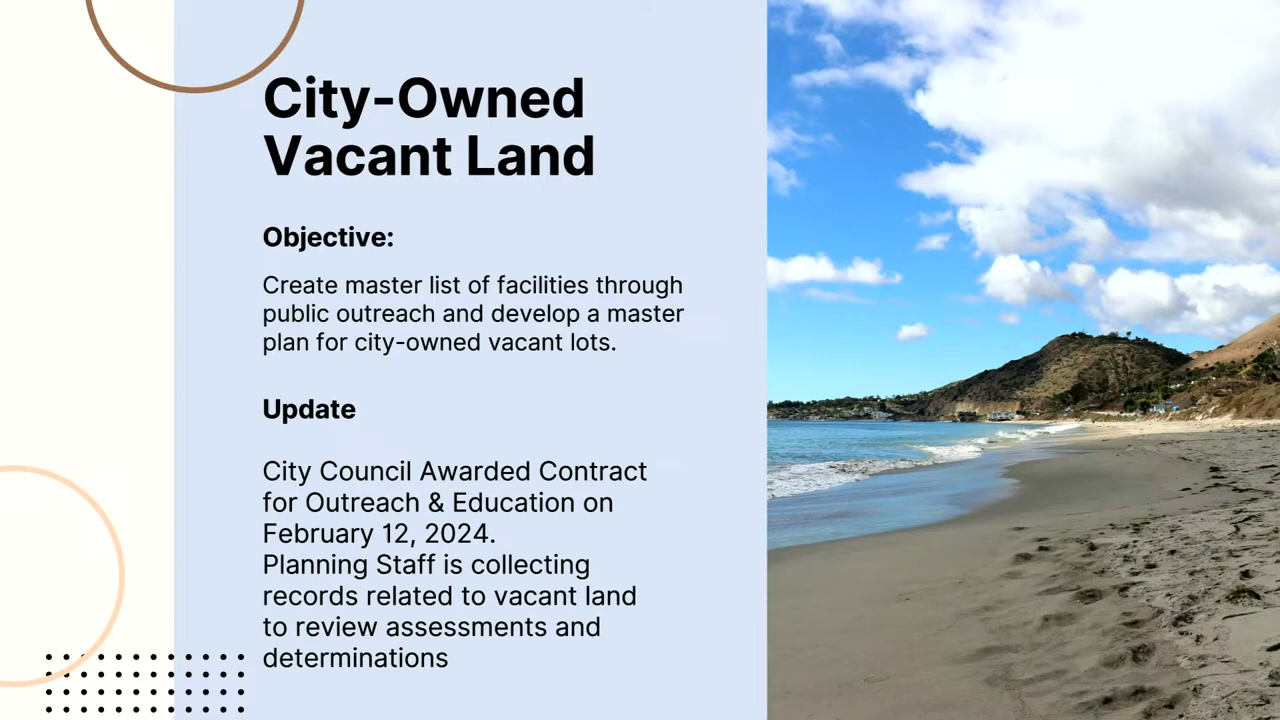 City-Owned
Vacant Land
Objective:
Create master list of facilities through
public outreach and develop a master
plan for city-owned vacant lots.
Update
City Council Awarded Contract
for Outreach & Education on
February 12, 2024.
Planning Staff is collecting
records related to vacant land
to review assessments and
determinations